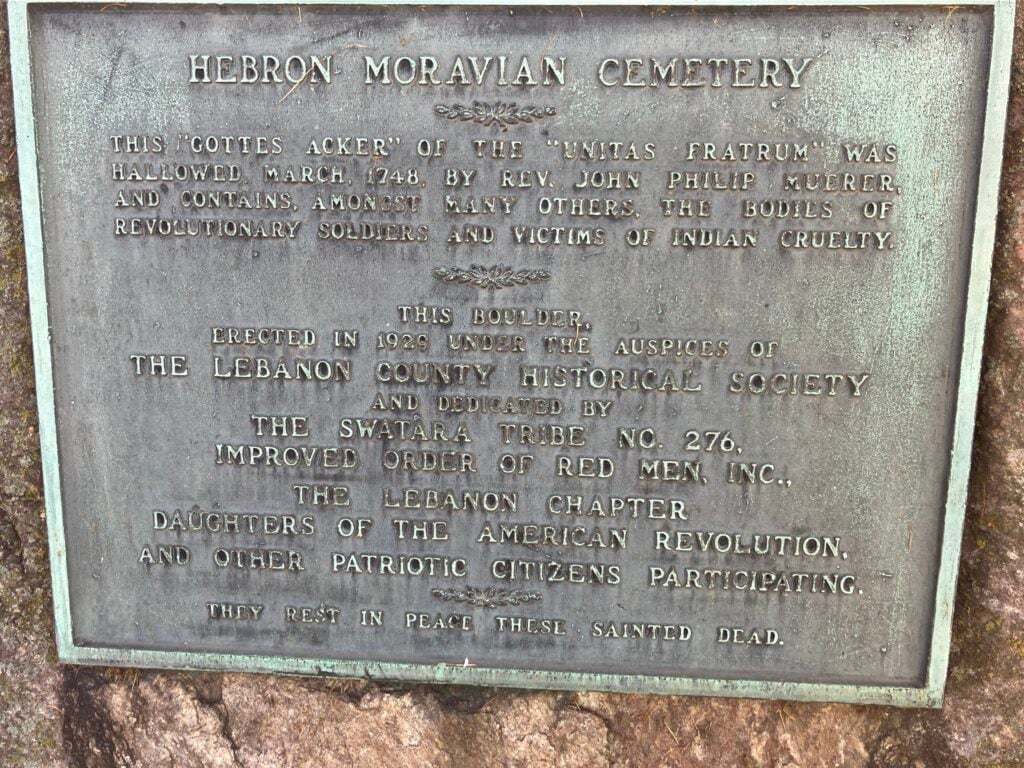 HEBRON MORAVIAN CEMETERY
THIS "GOTTES ACKER" OF THE "UNITAS FRATRUM" WAS
HALLOWED, MARCH, 1748, BY REV. JOHN PHILIP MUERER,
AND CONTAINS, AMONGST MANY OTHERS, THE BODIES OF
REVOLUTIONARY SOLDIERS AND VICTIMS OF INDIAN CRUELTY.
THIS BOULDER,
ERECTED IN 1929 UNDER THE AUSPICES OF
THE LEBANON COUNTY HISTORICAL SOCIETY
AND DEDICATED BY
THE SWATARA TRIBE NO. 276,
IMPROVED ORDER OF RED MEN, INC.,
THE LEBANON CHAPTER
DAUGHTERS OF THE AMERICAN REVOLUTION,
AND OTHER PATRIOTIC CITIZENS PARTICIPATING.
THEY REST IN PEACE THESE SAINTED DEAD.